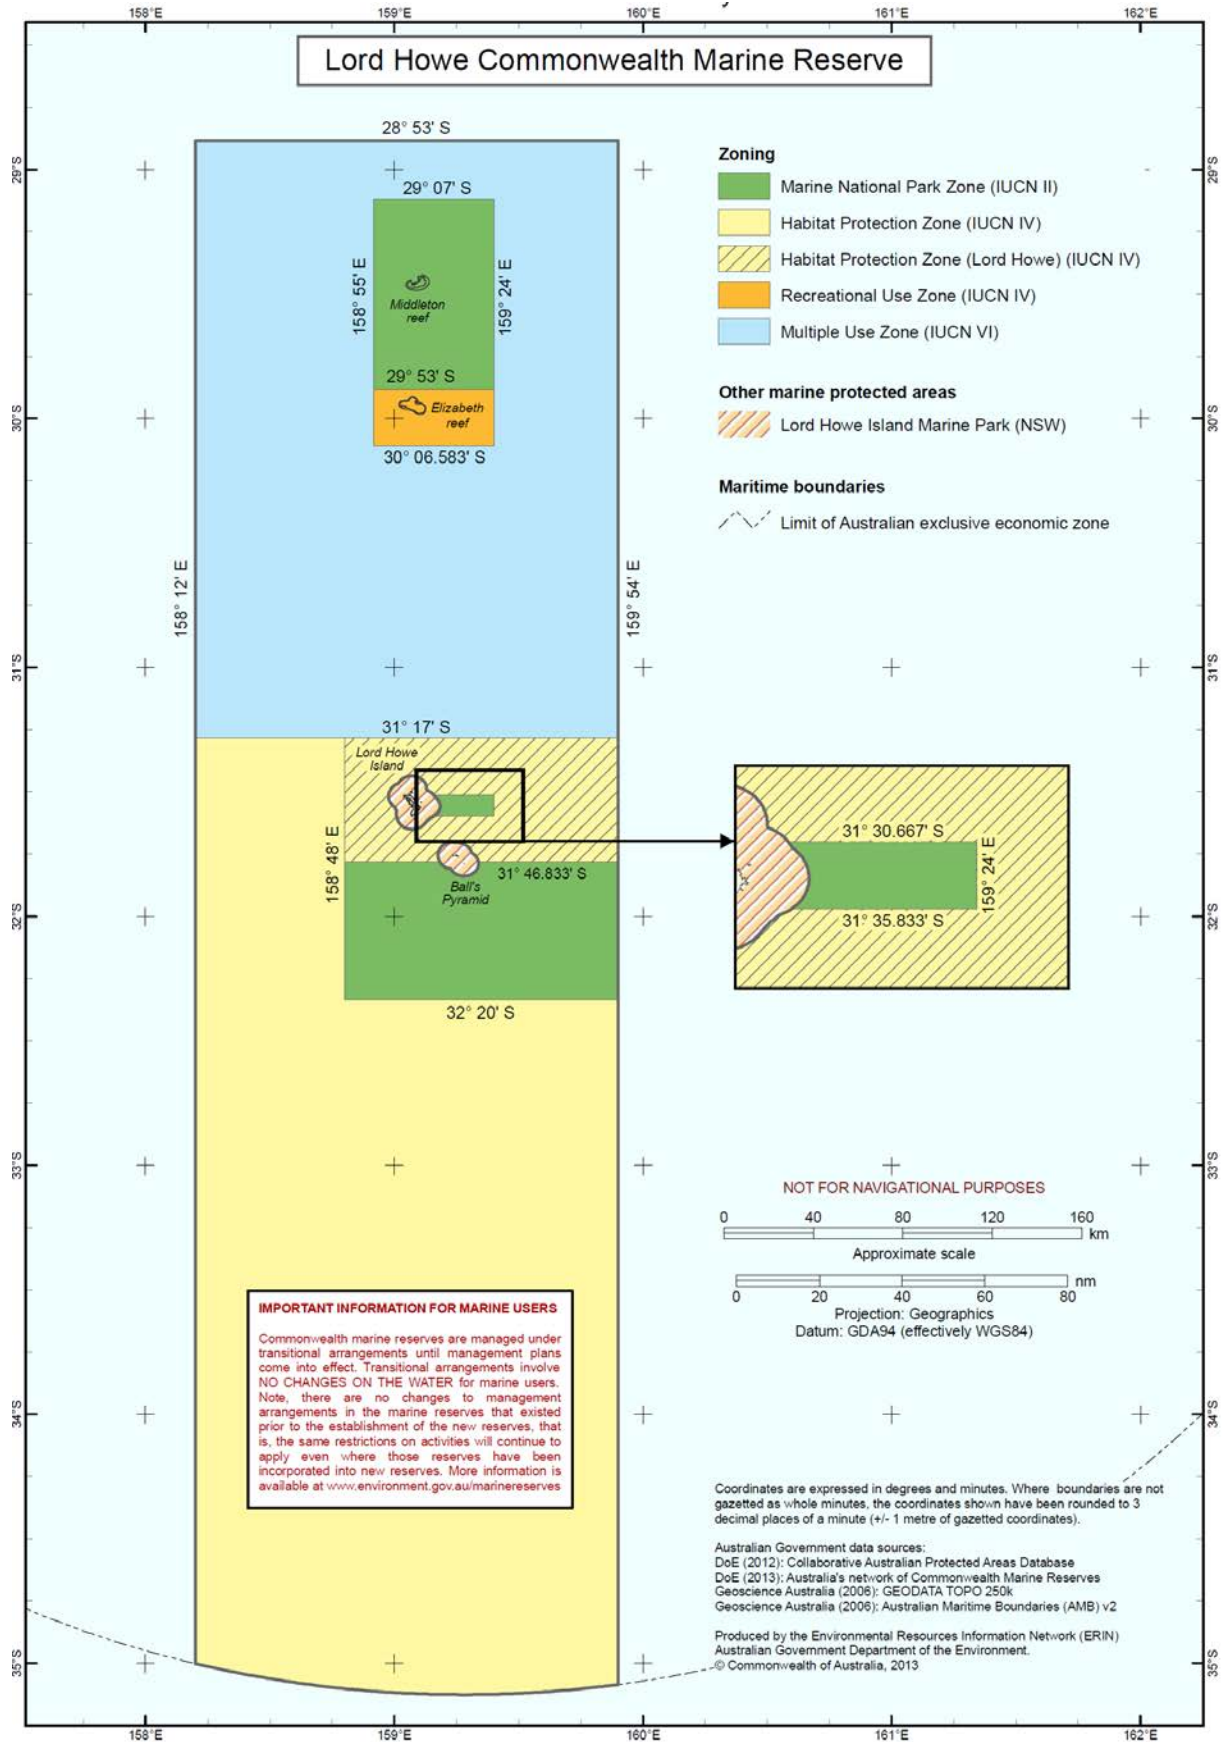 158°E 159°E 160°E 161°E 162°E
Lord Howe Commonwealth Marine Reserve
28° 53' S
29°S
29°S
29° 07' S
158° 55' E
159° 24' E
Middleton
reef
29° 53' S
Elizabeth
reef
30°S
30°S
30° 06.583' S
158° 12' E
159° 54' E
31°S
31°S
31° 17' S
Lord Howe
Island
158° 48' E
31° 46.833' S
Ball's
Pyramid
32°S
32°S
32° 20' S
Zoning
Marine National Park Zone (IUCN II)
Habitat Protection Zone (IUCN IV)
Habitat Protection Zone (Lord Howe) (IUCN IV)
Recreational Use Zone (IUCN IV)
Multiple Use Zone (IUCN VI)
Other marine protected areas
Lord Howe Island Marine Park (NSW)
Maritime boundaries
Limit of Australian exclusive economic zone
31° 30.667' S
159° 24' E
31° 35.833' S
33°S
33°S
NOT FOR NAVIGATIONAL PURPOSES
0 40 80 120 160
km
Approximate scale
nm
0 20 40 60 80
Projection: Geographics
Datum: GDA94 (effectively WGS84)
IMPORTANT INFORMATION FOR MARINE USERS
Commonwealth marine reserves are managed under
transitional arrangements until management plans
come into effect. Transitional arrangements involve
NO CHANGES ON THE WATER for marine users.
Note, there are no changes to management
arrangements in the marine reserves that existed
prior to the establishment of the new reserves, that
is, the same restrictions on activities will continue to
apply even where those reserves have been
incorporated into new reserves. More information is
available at www.environment.gov.au/marinereserves
34°S
34°S
Coordinates are expressed in degrees and minutes. Where boundaries are not
gazetted as whole minutes, the coordinates shown have been rounded to 3
decimal places of a minute (+/- 1 metre of gazetted coordinates).
Australian Government data sources:
DoE (2012): Collaborative Australian Protected Areas Database
DoE (2013): Australia's network of Commonwealth Marine Reserves
Geoscience Australia (2006): GEODATA TOPO 250k
Geoscience Australia (2006): Australian Maritime Boundaries (AMB) v2
Produced by the Environmental Resources Information Network (ERIN)
Australian Government Department of the Environment.
© Commonwealth of Australia, 2013
35°S
35°S
158°E 159°E 160°E 161°E 162°E